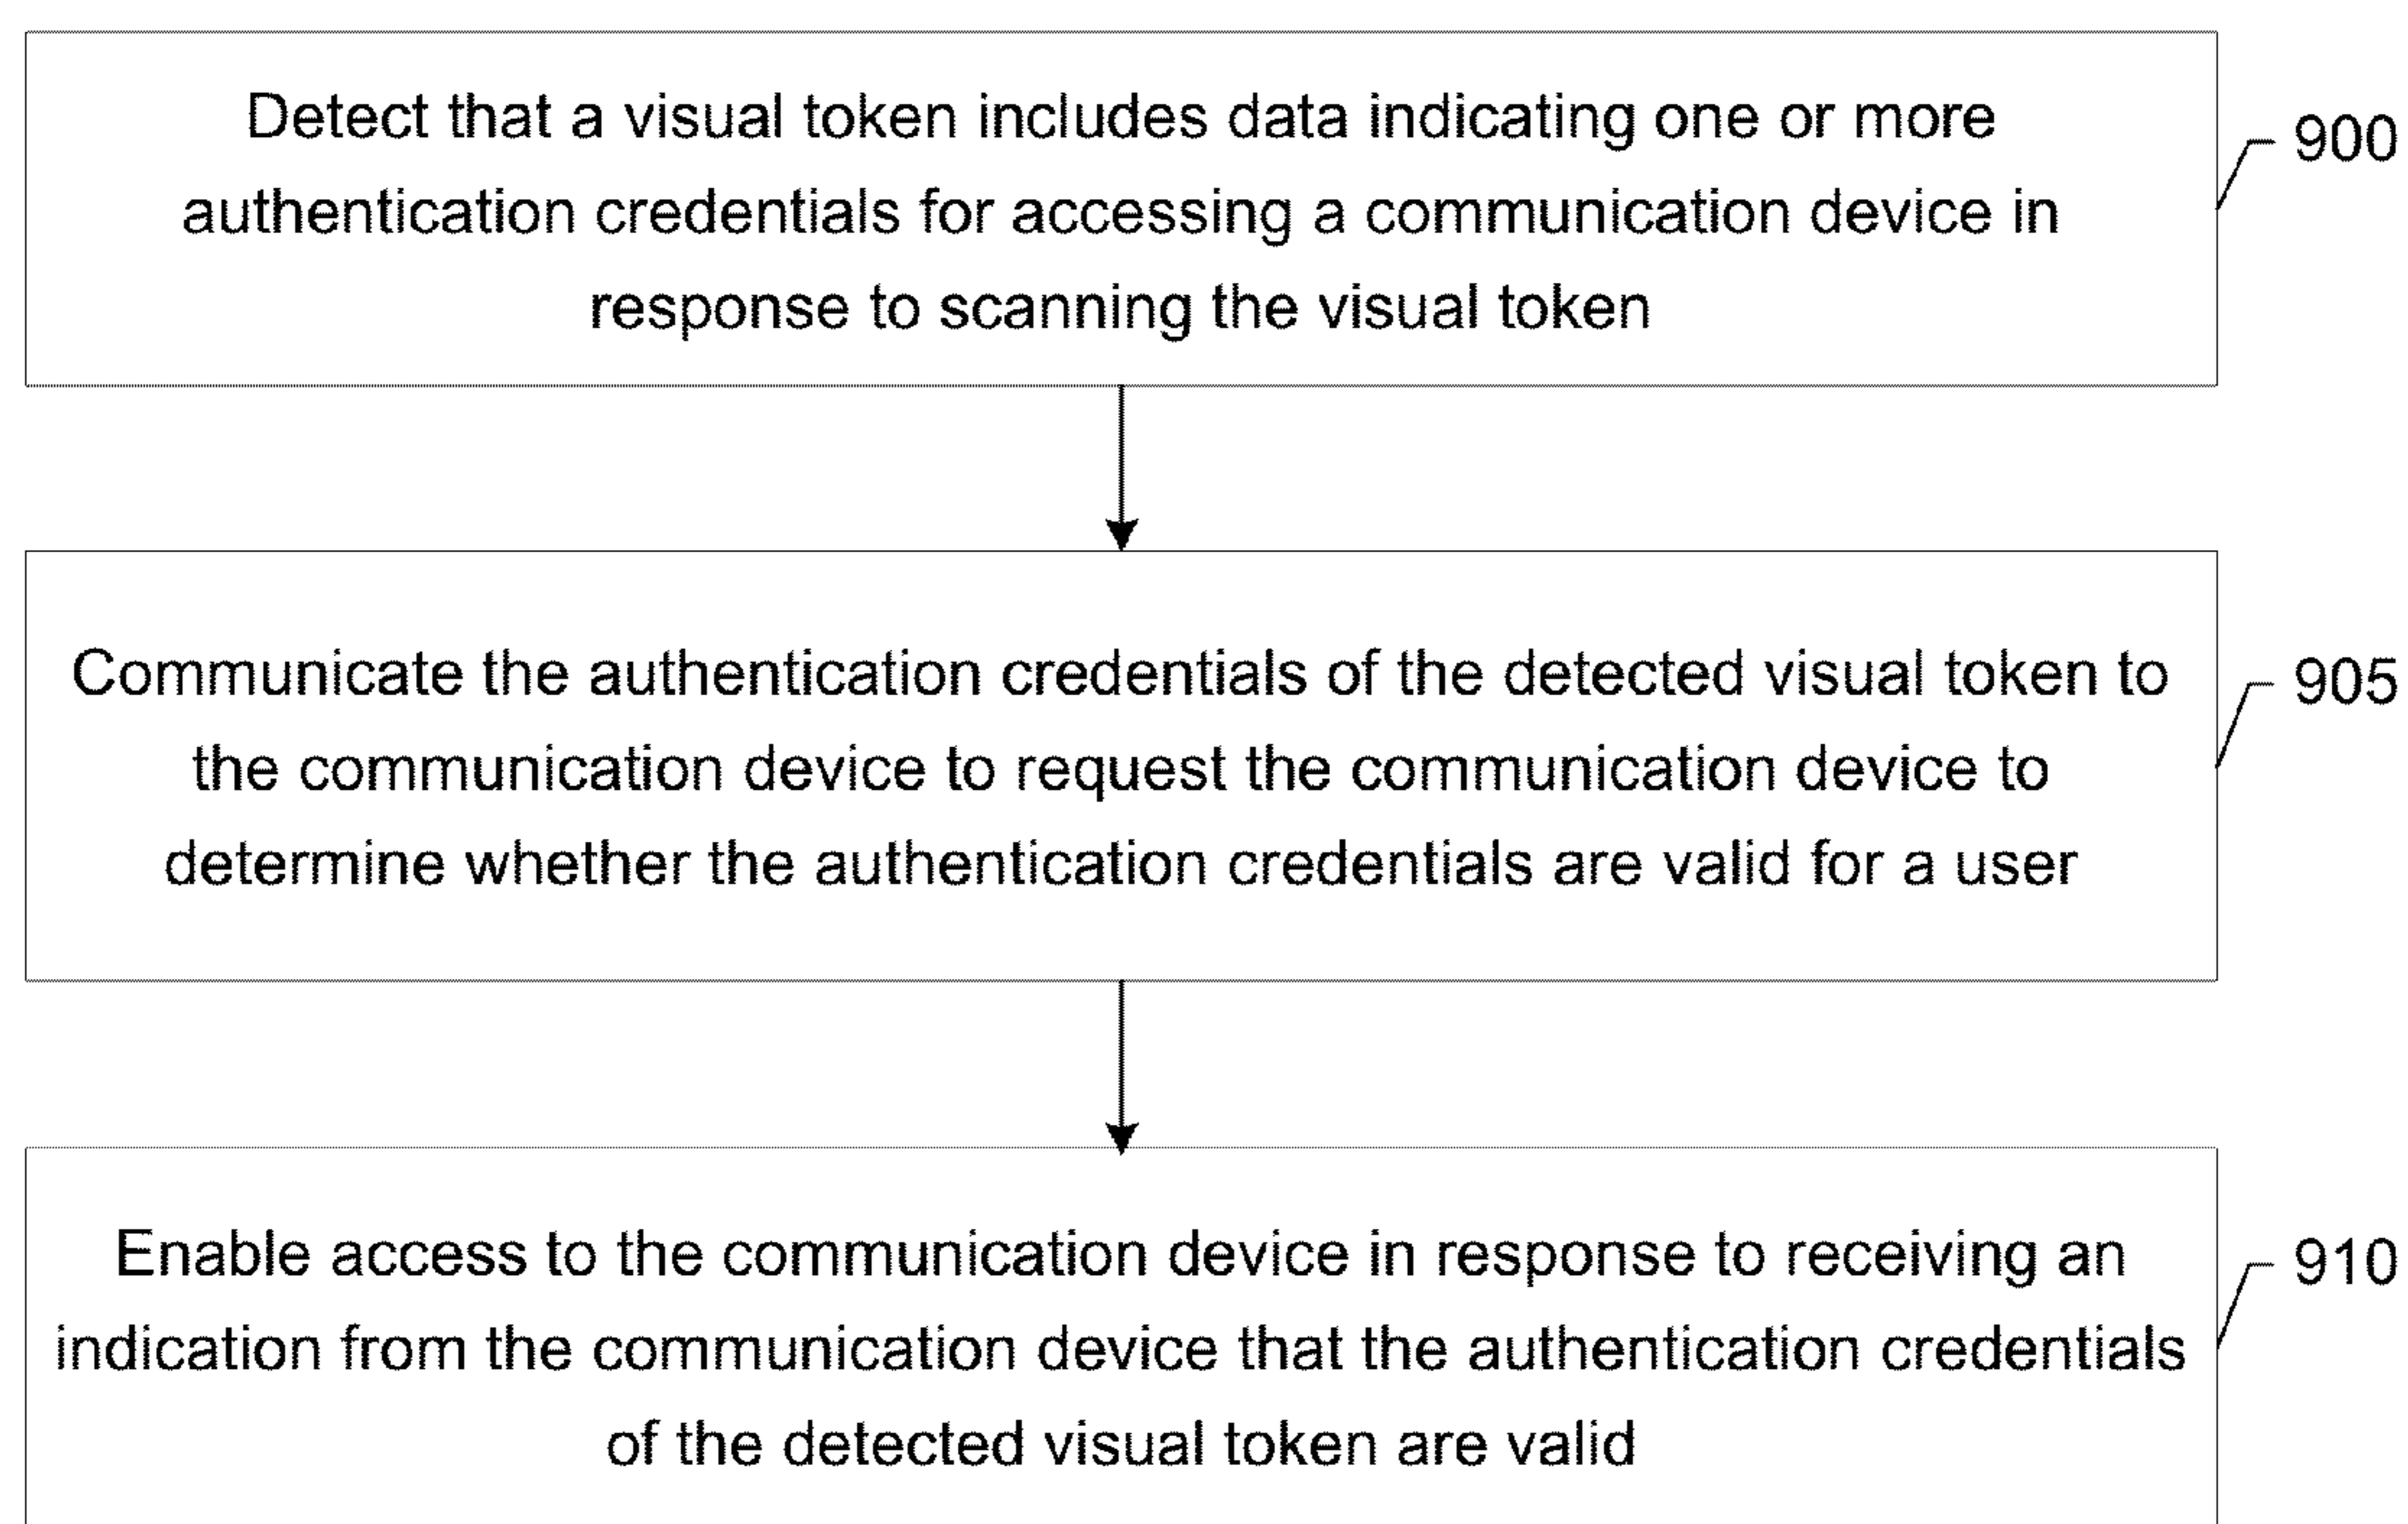 Detect that a visual token includes data indicating one or more
authentication credentials for accessing a communication device in
response to scanning the visual token
900
Communicate the authentication credentials of the detected visual token to
the communication device to request the communication device to
determine whether the authentication credentials are valid for a user
905
Enable access to the communication device in response to receiving an
indication from the communication device that the authentication credentials
of the detected visual token are valid
910